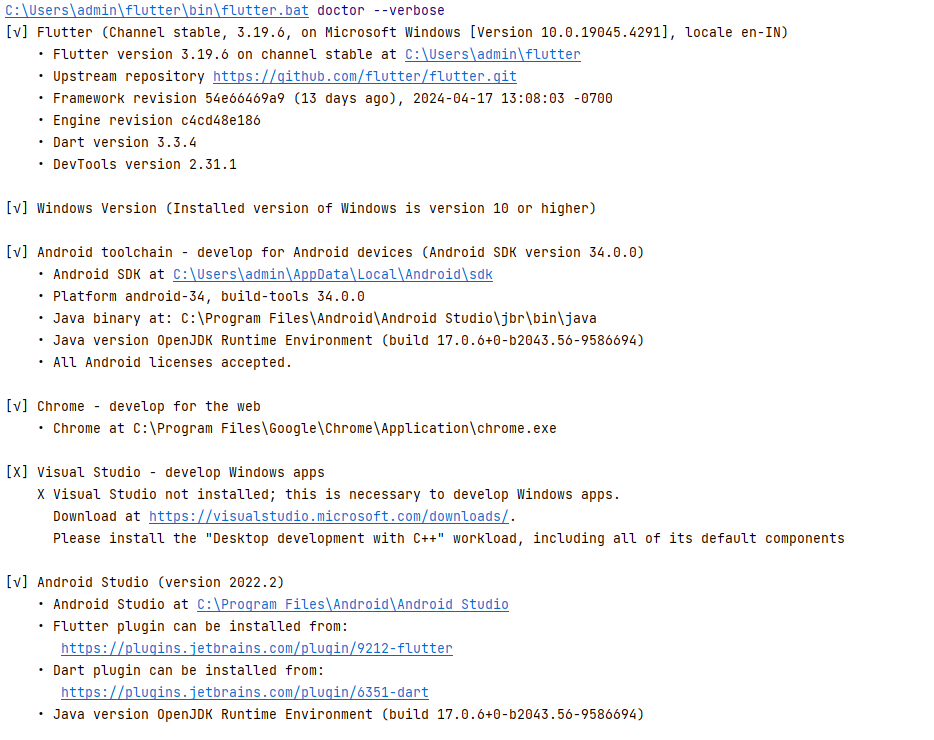 C:\Users\admin\flutter\bin\flutter.bat doctor --verbose
[√] Flutter (Channel stable, 3.19.6, on Microsoft Windows [Version 10.0.19045.4291], locale en-IN)
    • Flutter version 3.19.6 on channel stable at C:\Users\admin\flutter
    • Upstream repository https://github.com/flutter/flutter.git
    • Framework revision 54e66469a9 (13 days ago), 2024-04-17 13:08:03 -0700
    • Engine revision c4cd48e186
    • Dart version 3.3.4
    • DevTools version 2.31.1

[√] Windows Version (Installed version of Windows is version 10 or higher)

[√] Android toolchain - develop for Android devices (Android SDK version 34.0.0)
    • Android SDK at C:\Users\admin\AppData\Local\Android\sdk
    • Platform android-34, build-tools 34.0.0
    • Java binary at: C:\Program Files\Android\Android Studio\jbr\bin\java
    • Java version OpenJDK Runtime Environment (build 17.0.6+0-b2043.56-9586694)
    • All Android licenses accepted.

[√] Chrome - develop for the web
    • Chrome at C:\Program Files\Google\Chrome\Application\chrome.exe

[X] Visual Studio - develop Windows apps
    X Visual Studio not installed; this is necessary to develop Windows apps.
      Download at https://visualstudio.microsoft.com/downloads/.
      Please install the "Desktop development with C++" workload, including all of its default components

[√] Android Studio (version 2022.2)
    • Android Studio at C:\Program Files\Android\Android Studio
    • Flutter plugin can be installed from:
       https://plugins.jetbrains.com/plugin/9212-flutter
    • Dart plugin can be installed from:
       https://plugins.jetbrains.com/plugin/6351-dart
    • Java version OpenJDK Runtime Environment (build 17.0.6+0-b2043.56-9586694)